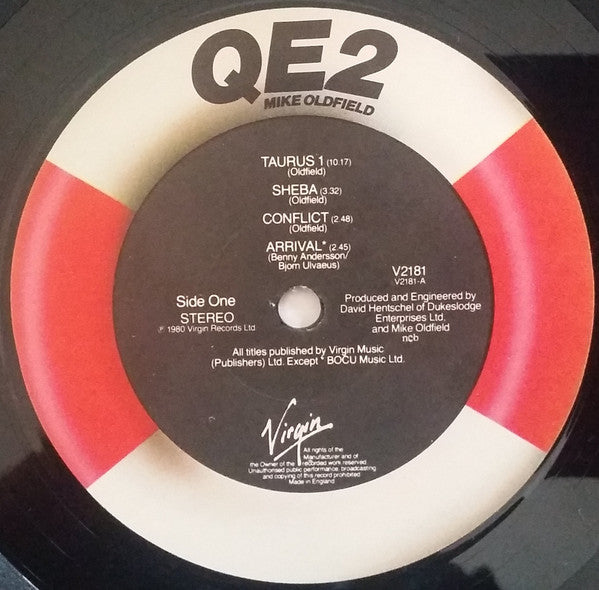 QE2
MIKE OLDFIELD
TAURUS 1 (10.17)
(Oldfield)
SHEBA (3.32)
(Oldfield)
CONFLICT (2.48)
(Oldfield)
ARRIVAL* (2.45)
(Benny Andersson/
Bjorn Ulvaeus)
V2181
V2181-A
Side One
STEREO
℗ 1980 Virgin Records Ltd
Produced and Engineered by
David Hentschel of Dukeslodge
Enterprises Ltd.
and Mike Oldfield
ncb
All titles published by Virgin Music
(Publishers) Ltd. Except * BOCU Music Ltd.
Virgin
All rights of the
Manufacturer and of
the Owner of the recorded work reserved.
Unauthorised public performance, broadcasting
and copying of this record prohibited
Made in England